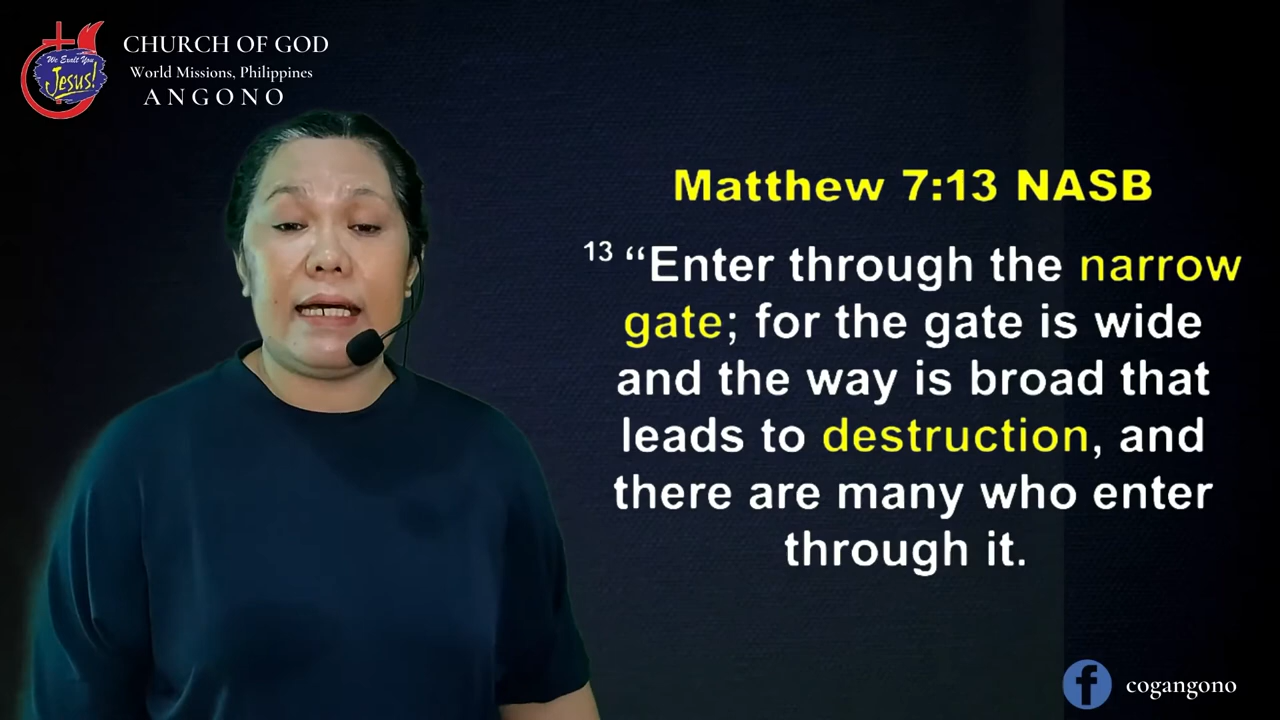 We Exalt You
Jesus!
CHURCH OF GOD
World Missions, Philippines
ANGONO
Matthew 7:13 NASB
13 “Enter through the narrow
gate; for the gate is wide
and the way is broad that
leads to destruction, and
there are many who enter
through it.
f
cogangono